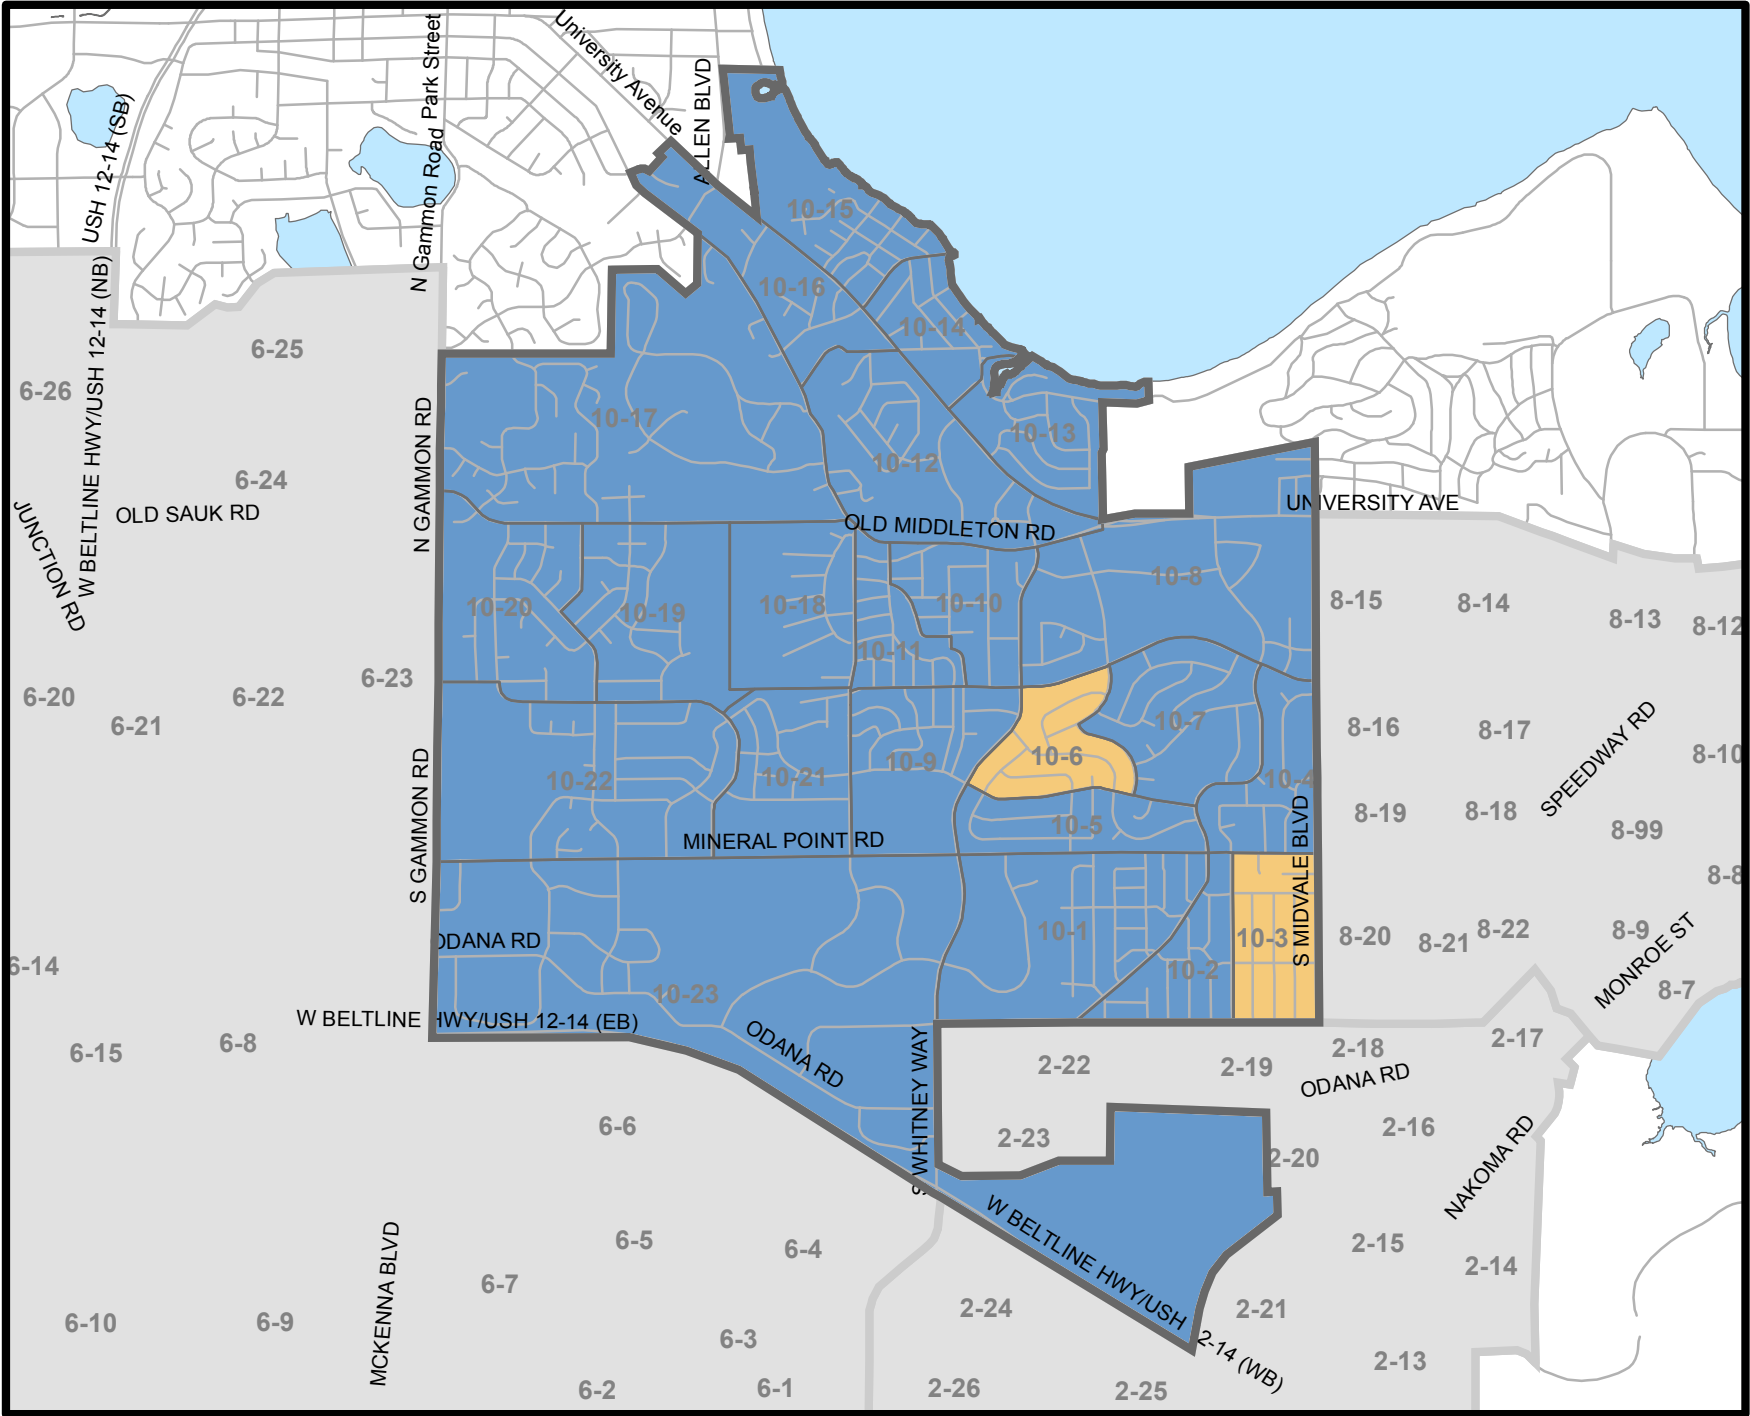 University Avenue
Park Street
ALLEN BLVD
USH 12-14 (SB)
N Gammon Road
10-15
W BELTLINE HWY/USH 12-14 (NB)
10-16
10-14
6-25
6-26
N GAMMON RD
10-17
10-13
10-12
6-24
OLD SAUK RD
JUNCTION RD
UNIVERSITY AVE
OLD MIDDLETON RD
10-8
10-20
10-19
10-18
10-10
8-15
8-14
8-13
8-12
10-11
6-23
6-20
6-22
6-21
10-7
8-16
8-17
SPEEDWAY RD
8-10
10-6
10-9
10-22
10-21
10-4
S GAMMON RD
8-19
8-18
8-99
10-5
MINERAL POINT RD
S MIDVALE BLVD
8-8
ODANA RD
10-1
10-3
8-20
8-21
8-22
8-9
MONROE ST
6-14
10-2
10-23
8-7
W BELTLINE HWY/USH 12-14 (EB)
ODANA RD
6-15
6-8
S WHITNEY WAY
2-22
2-19
2-18
2-17
ODANA RD
6-6
2-23
2-16
2-20
NAKOMA RD
MCKENNA BLVD
6-5
6-4
2-15
2-14
W BELTLINE HWY/USH 
2-14 (WB)
6-7
2-24
2-21
6-10
6-9
6-3
2-13
6-2
6-1
2-26
2-25